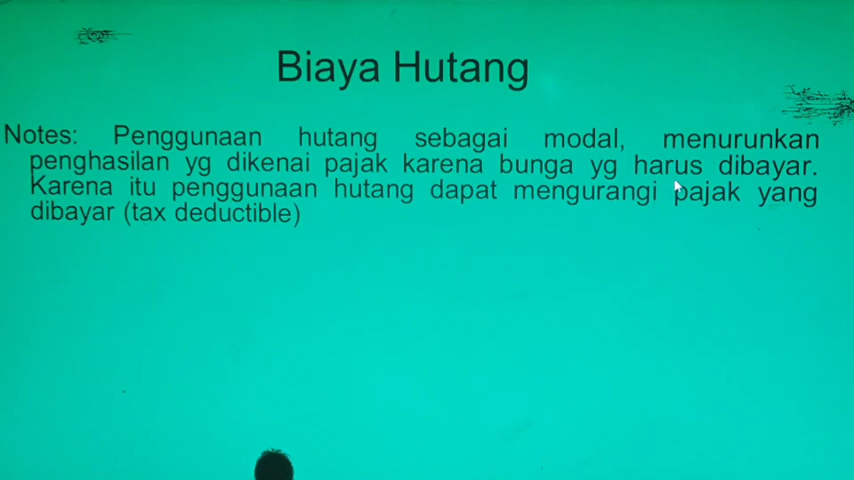 Biaya Hutang
Notes: Penggunaan hutang sebagai modal, menurunkan
penghasilan yg dikenai pajak karena bunga yg harus dibayar.
Karena itu penggunaan hutang dapat mengurangi pajak yang
dibayar (tax deductible)